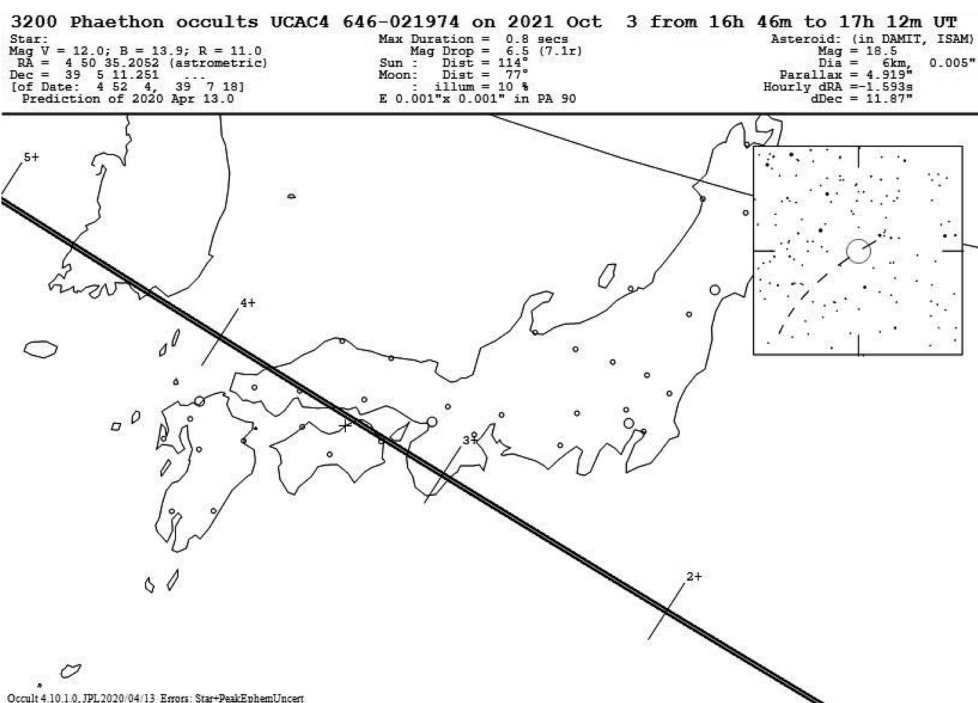 3200 Phaethon occults UCAC4 646-021974 on 2021 Oct  3 from 16h 46m to 17h 12m UT
Star:
Mag V = 12.0; B = 13.9; R = 11.0
RA =  4 50 35.2052 (astrometric)
Dec =  39  5 11.251   ...
[of Date:  4 52  4,  39  7 18]
Prediction of 2020 Apr 13.0
Max Duration =  0.8 secs
Mag Drop =  6.5 (7.1r)
Sun :   Dist = 114°
Moon:   Dist =  77°
:  illum = 10 %
E 0.001"x 0.001" in PA 90
Asteroid: (in DAMIT, ISAM)
Mag = 18.5
Dia =   6km,  0.005"
Parallax = 4.919"
Hourly dRA =-1.593s
dDec = 11.87"
5+
4+
3+
2+
Occult 4.10.1.0, JPL2020/04/13  Errors: Star+PeakEphemUncert